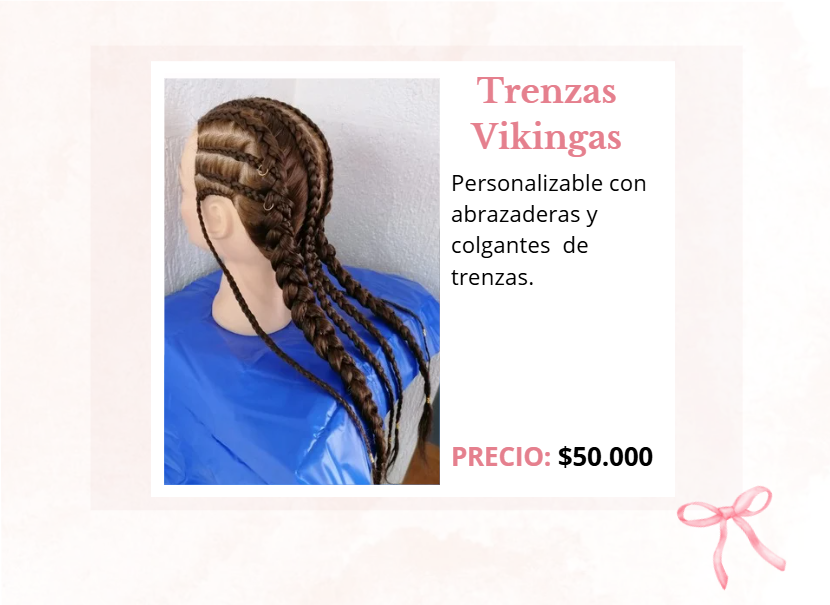 Trenzas
Vikingas
Personalizable con
abrazaderas y
colgantes  de
trenzas.
PRECIO: $50.000